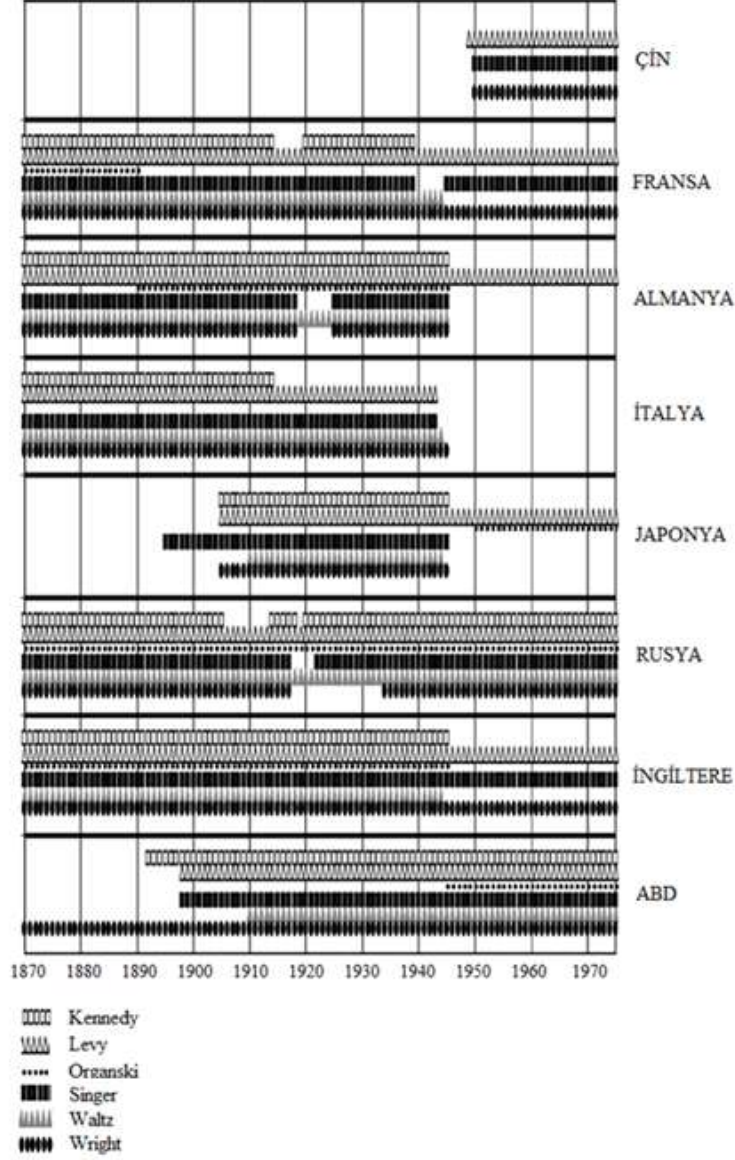 ÇİN
FRANSA
ALMANYA
İTALYA
JAPONYA
RUSYA
İNGİLTERE
ABD
1870 1880 1890 1900 1910 1920 1930 1940 1950 1960 1970
Kennedy
Levy
Organski
Singer
Waltz
Wright